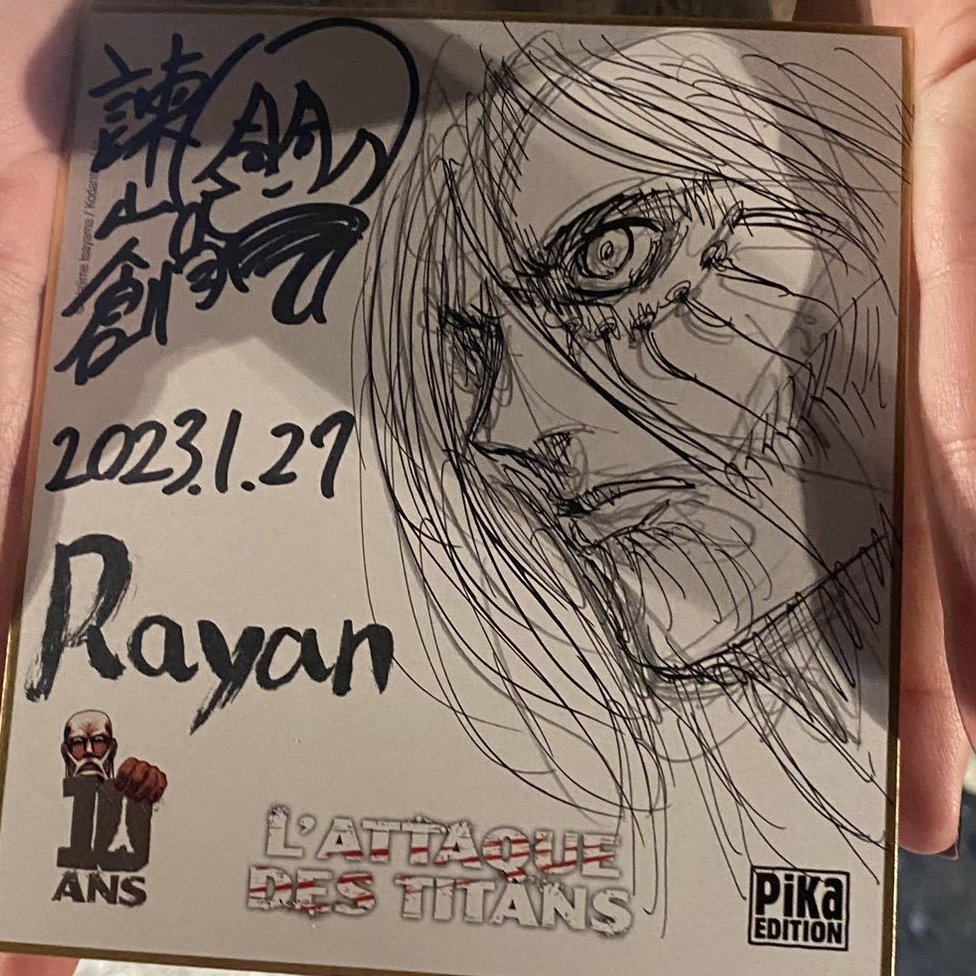 諫
山
創
2023.1.27
Rayan
10
ANS
L'ATTAQUE
DES TITANS
PiKa
EDITION